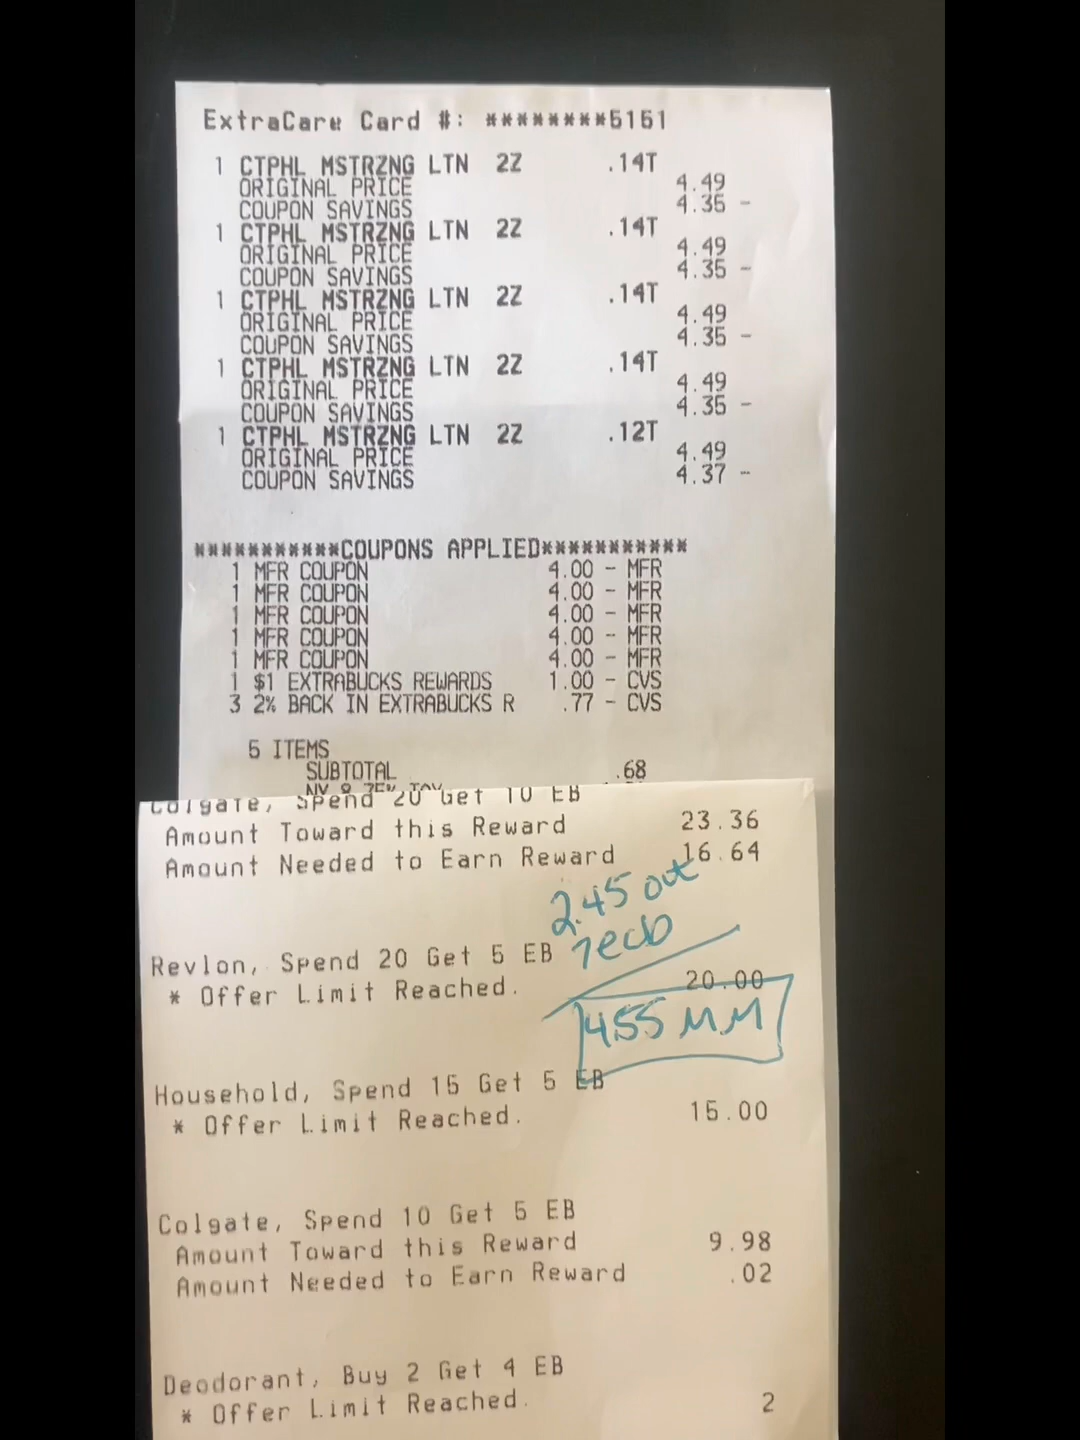 ExtraCare Card #: ********5151
1 CTPHL MSTRZNG LTN 2Z .14T
ORIGINAL PRICE 4.49
COUPON SAVINGS 4.35 -
1 CTPHL MSTRZNG LTN 2Z .14T
ORIGINAL PRICE 4.49
COUPON SAVINGS 4.35 -
1 CTPHL MSTRZNG LTN 2Z .14T
ORIGINAL PRICE 4.49
COUPON SAVINGS 4.35 -
1 CTPHL MSTRZNG LTN 2Z .14T
ORIGINAL PRICE 4.49
COUPON SAVINGS 4.35 -
1 CTPHL MSTRZNG LTN 2Z .12T
ORIGINAL PRICE 4.49
COUPON SAVINGS 4.37 -
***********COUPONS APPLIED***********
1 MFR COUPON 4.00 - MFR
1 MFR COUPON 4.00 - MFR
1 MFR COUPON 4.00 - MFR
1 MFR COUPON 4.00 - MFR
1 MFR COUPON 4.00 - MFR
1 $1 EXTRABUCKS REWARDS 1.00 - CVS
3 2% BACK IN EXTRABUCKS R .77 - CVS
5 ITEMS
SUBTOTAL .68
Colgate, Spend 20 Get 10 EB
Amount Toward this Reward 23.36
Amount Needed to Earn Reward 16.64
2.45 out
7ecb
Revlon, Spend 20 Get 5 EB
* Offer Limit Reached. 20.00
4.55 MM
Household, Spend 15 Get 5 EB
* Offer Limit Reached. 15.00
Colgate, Spend 10 Get 5 EB
Amount Toward this Reward 9.98
Amount Needed to Earn Reward .02
Deodorant, Buy 2 Get 4 EB
* Offer Limit Reached. 2